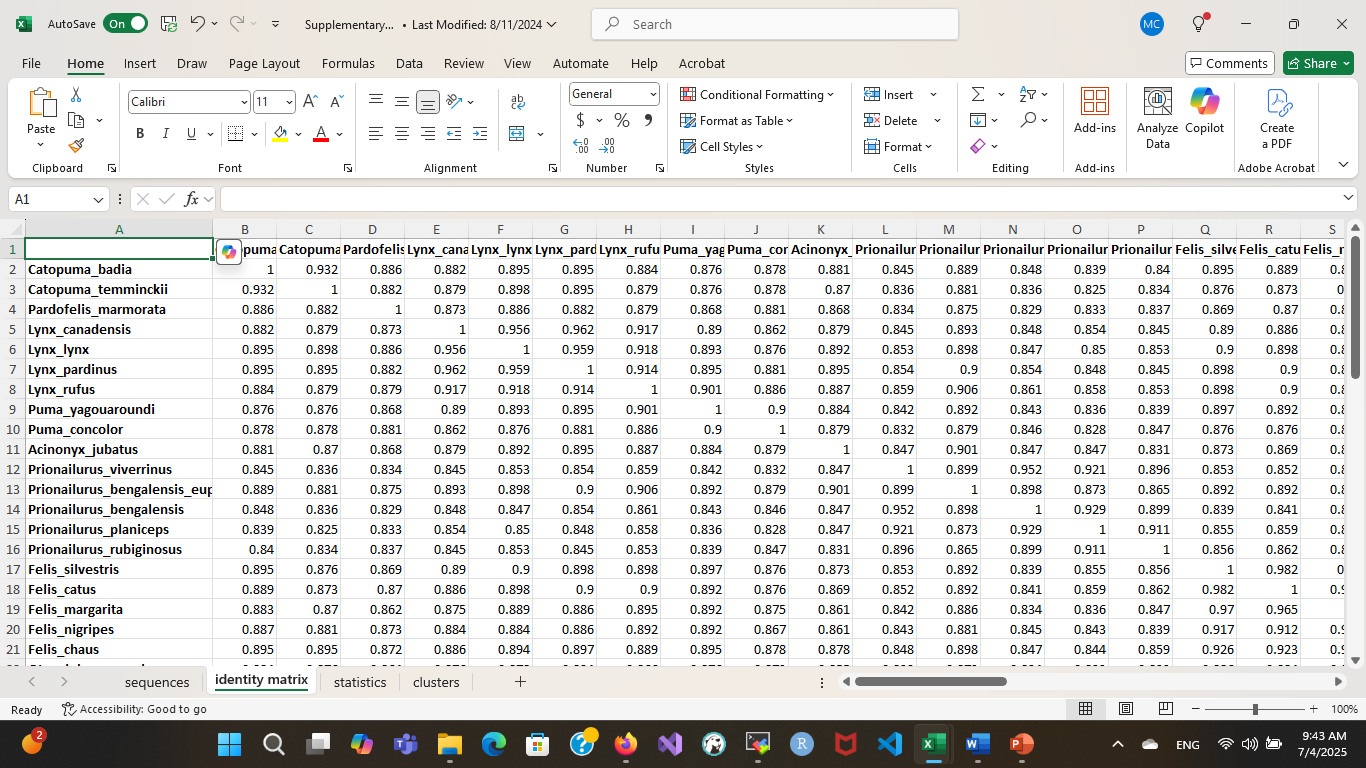 AutoSave On Supplementary... • Last Modified: 8/11/2024 Search MC
File Home Insert Draw Page Layout Formulas Data Review View Automate Help Acrobat Comments Share
Calibri 11 General Conditional Formatting Insert
Paste B I U A $ % Format as Table Delete Add-ins Analyze Data Copilot Create a PDF
Cell Styles Format
Clipboard Font Alignment Number Styles Cells Editing Add-ins Adobe Acrobat
A1 fx
A B C D E F G H I J K L M N O P Q R S
1 Catopuma Pardofelis Lynx_cana Lynx_lynx Lynx_pard Lynx_rufu Puma_yag Puma_con Acinonyx_ Prionailur Prionailur Prionailur Prionailur Prionailur Felis_silve Felis_catu
2 Catopuma_badia 1 0.932 0.886 0.882 0.895 0.895 0.884 0.876 0.878 0.881 0.845 0.889 0.848 0.839 0.84 0.895 0.889
3 Catopuma_temminckii 0.932 1 0.882 0.879 0.898 0.895 0.879 0.876 0.878 0.87 0.836 0.881 0.836 0.825 0.834 0.876 0.873
4 Pardofelis_marmorata 0.886 0.882 1 0.873 0.886 0.882 0.879 0.868 0.881 0.868 0.834 0.875 0.829 0.833 0.837 0.869 0.87
5 Lynx_canadensis 0.882 0.879 0.873 1 0.956 0.962 0.917 0.89 0.862 0.879 0.845 0.893 0.848 0.854 0.845 0.89 0.886
6 Lynx_lynx 0.895 0.898 0.886 0.956 1 0.959 0.918 0.893 0.876 0.892 0.853 0.898 0.847 0.85 0.853 0.9 0.898
7 Lynx_pardinus 0.895 0.895 0.882 0.962 0.959 1 0.914 0.895 0.881 0.895 0.854 0.9 0.854 0.848 0.845 0.898 0.9
8 Lynx_rufus 0.884 0.879 0.879 0.917 0.918 0.914 1 0.901 0.886 0.887 0.859 0.906 0.861 0.858 0.853 0.898 0.9
9 Puma_yagouaroundi 0.876 0.876 0.868 0.89 0.893 0.895 0.901 1 0.9 0.884 0.842 0.892 0.843 0.836 0.839 0.897 0.892
10 Puma_concolor 0.878 0.878 0.881 0.862 0.876 0.881 0.886 0.9 1 0.879 0.832 0.879 0.846 0.828 0.847 0.876 0.876
11 Acinonyx_jubatus 0.881 0.87 0.868 0.879 0.892 0.895 0.887 0.884 0.879 1 0.847 0.901 0.847 0.847 0.831 0.873 0.869
12 Prionailurus_viverrinus 0.845 0.836 0.834 0.845 0.853 0.854 0.859 0.842 0.832 0.847 1 0.899 0.952 0.921 0.896 0.853 0.852
13 Prionailurus_bengalensis_eup 0.889 0.881 0.875 0.893 0.898 0.9 0.906 0.892 0.879 0.901 0.899 1 0.898 0.873 0.865 0.892 0.892
14 Prionailurus_bengalensis 0.848 0.836 0.829 0.848 0.847 0.854 0.861 0.843 0.846 0.847 0.952 0.898 1 0.929 0.899 0.839 0.841
15 Prionailurus_planiceps 0.839 0.825 0.833 0.854 0.85 0.848 0.858 0.836 0.828 0.847 0.921 0.873 0.929 1 0.911 0.855 0.859
16 Prionailurus_rubiginosus 0.84 0.834 0.837 0.845 0.853 0.845 0.853 0.839 0.847 0.831 0.896 0.865 0.899 0.911 1 0.856 0.862
17 Felis_silvestris 0.895 0.876 0.869 0.89 0.9 0.898 0.898 0.897 0.876 0.873 0.853 0.892 0.839 0.855 0.856 1 0.982
18 Felis_catus 0.889 0.873 0.87 0.886 0.898 0.9 0.9 0.892 0.876 0.869 0.852 0.892 0.841 0.859 0.862 0.982 1
19 Felis_margarita 0.883 0.87 0.862 0.875 0.889 0.886 0.895 0.892 0.875 0.861 0.842 0.886 0.834 0.836 0.847 0.97 0.965
20 Felis_nigripes 0.887 0.881 0.873 0.884 0.884 0.886 0.892 0.892 0.867 0.861 0.843 0.881 0.845 0.843 0.839 0.917 0.912
21 Felis_chaus 0.895 0.895 0.872 0.886 0.894 0.897 0.889 0.895 0.878 0.878 0.848 0.898 0.847 0.844 0.859 0.926 0.923
sequences identity matrix statistics clusters
Ready Accessibility: Good to go 100%
2 ENG 9:43 AM
7/4/2025